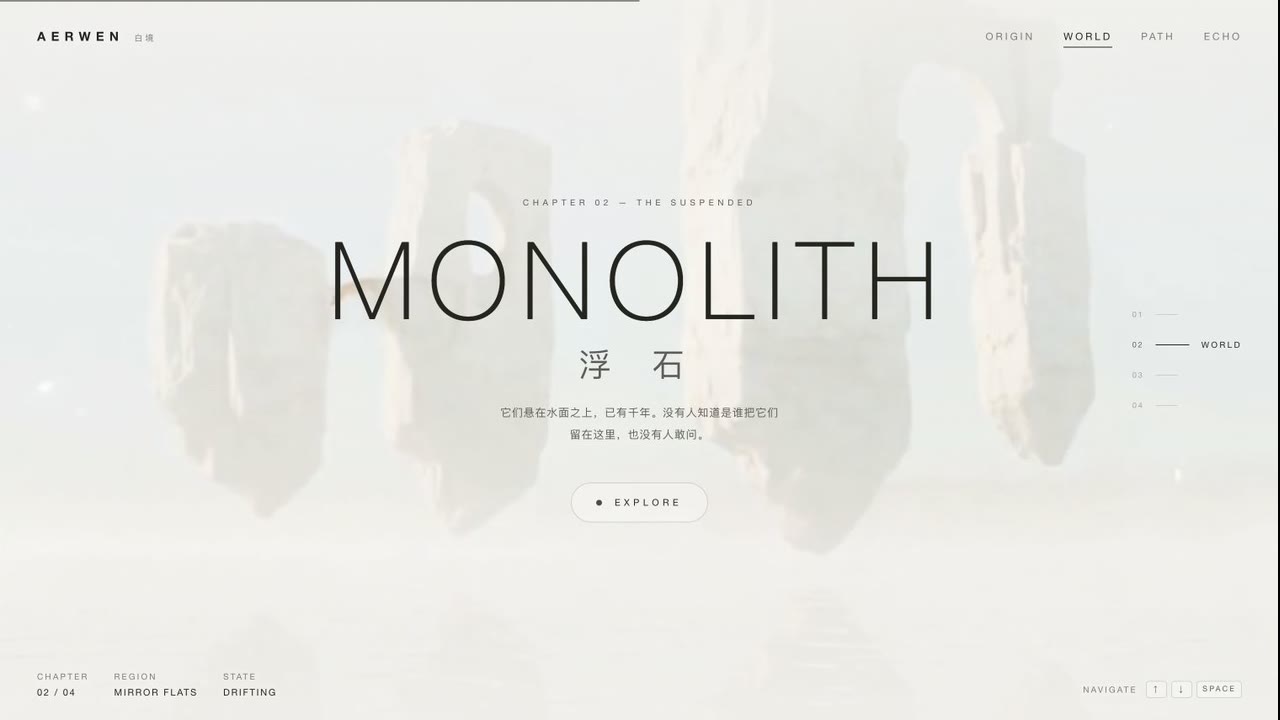 AERWEN 白境
ORIGIN WORLD PATH ECHO
CHAPTER 02 — THE SUSPENDED
MONOLITH
浮 石
它们悬在水面之上，已有千年。没有人知道是谁把它们
留在这里，也没有人敢问。
EXPLORE
01
02 WORLD
03
04
CHAPTER REGION STATE
02 / 04 MIRROR FLATS DRIFTING
NAVIGATE ↑ ↓ SPACE